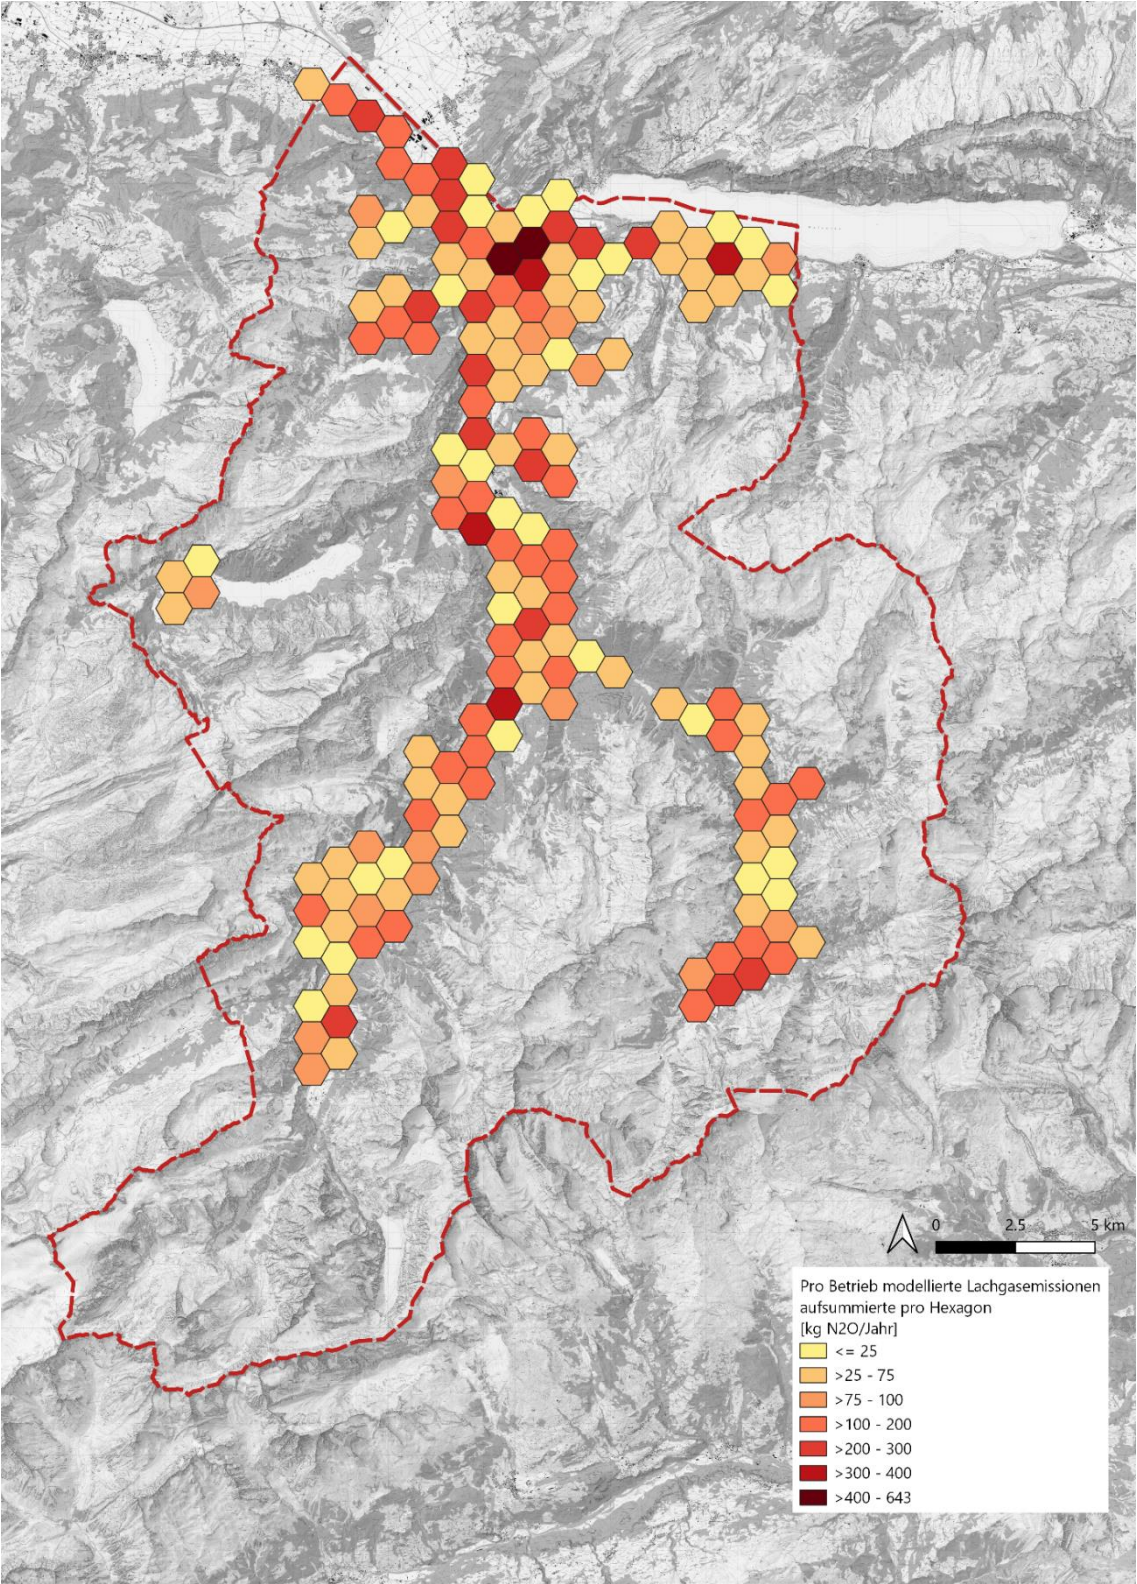 0 2.5 5 km
Pro Betrieb modellierte Lachgasemissionen
aufsummierte pro Hexagon
[kg N2O/Jahr]
<= 25
>25 - 75
>75 - 100
>100 - 200
>200 - 300
>300 - 400
>400 - 643